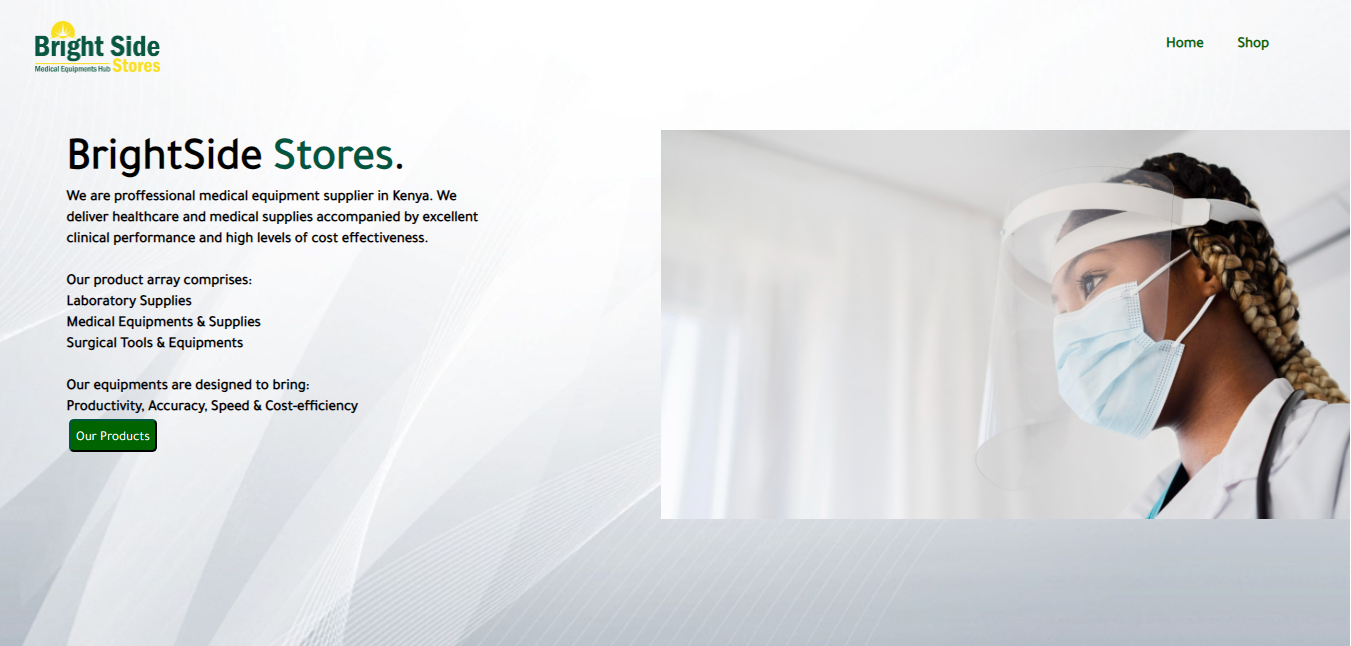 Bright Side
Medical Equipments Hub Stores
Home Shop
BrightSide Stores.
We are proffessional medical equipment supplier in Kenya. We
deliver healthcare and medical supplies accompanied by excellent
clinical performance and high levels of cost effectiveness.
Our product array comprises:
Laboratory Supplies
Medical Equipments & Supplies
Surgical Tools & Equipments
Our equipments are designed to bring:
Productivity, Accuracy, Speed & Cost-efficiency
Our Products